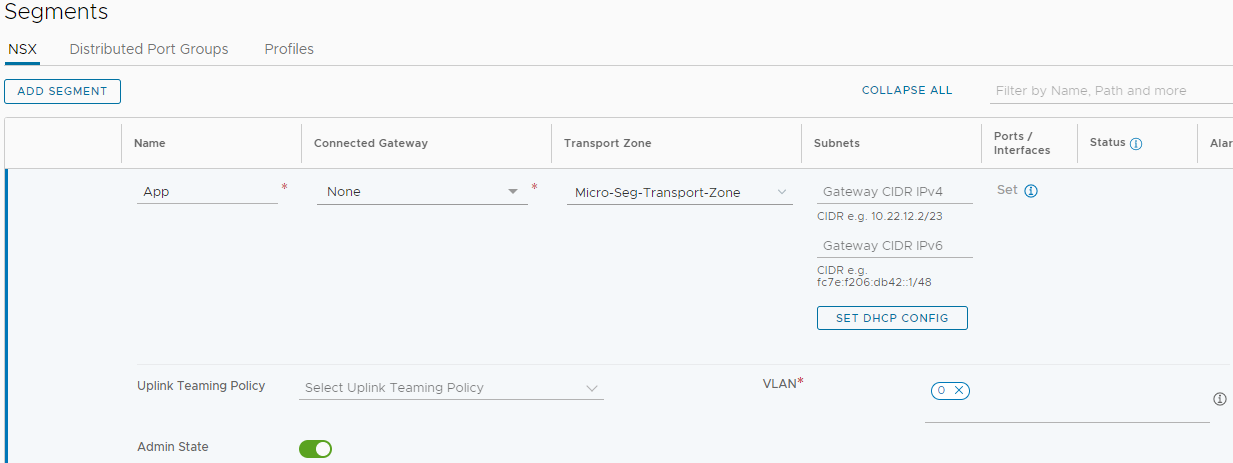 Segments
NSX Distributed Port Groups Profiles
ADD SEGMENT COLLAPSE ALL Filter by Name, Path and more
Name Connected Gateway Transport Zone Subnets Ports / Interfaces Status Alar
App * None * Micro-Seg-Transport-Zone Gateway CIDR IPv4 Set
CIDR e.g. 10.22.12.2/23
Gateway CIDR IPv6
CIDR e.g.
fc7e:f206:db42::1/48
SET DHCP CONFIG
Uplink Teaming Policy Select Uplink Teaming Policy VLAN* 0
Admin State